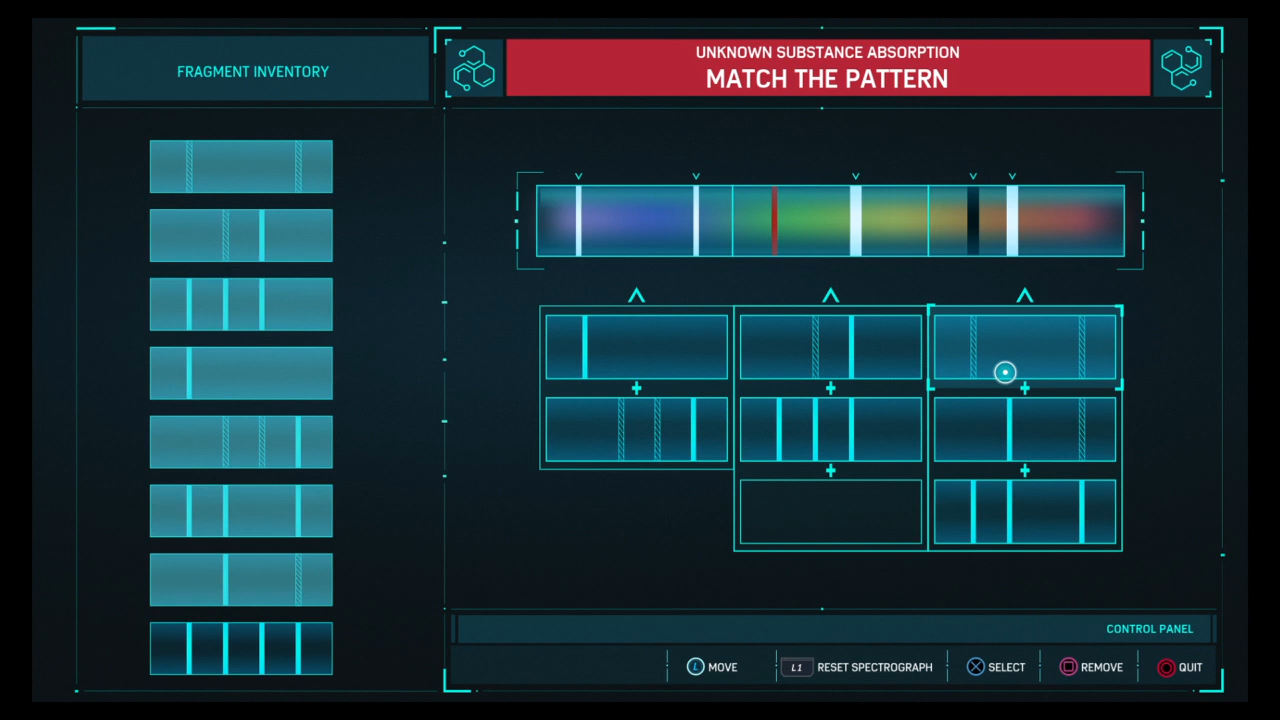 FRAGMENT INVENTORY
UNKNOWN SUBSTANCE ABSORPTION
MATCH THE PATTERN
CONTROL PANEL
L MOVE
L1 RESET SPECTROGRAPH
SELECT
REMOVE
QUIT